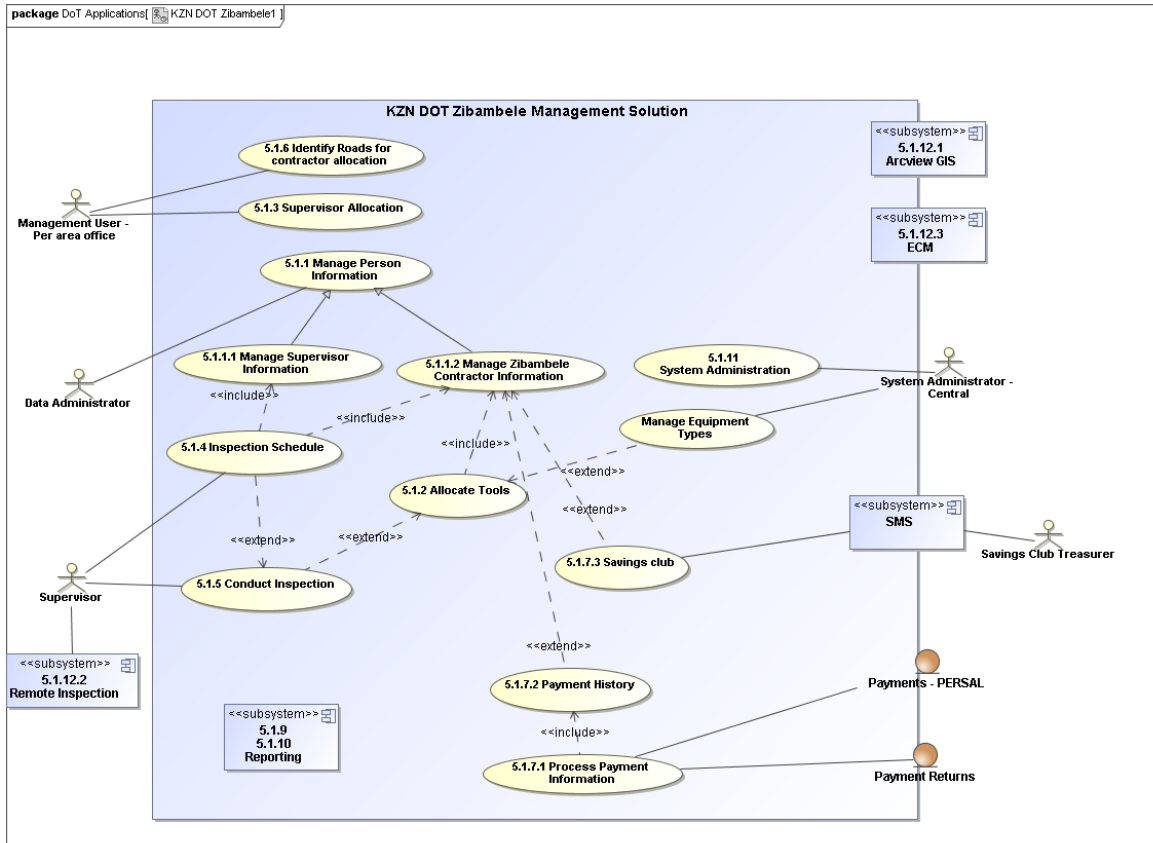 package DoT Applications[ KZN DOT Zibambele1 ]
KZN DOT Zibambele Management Solution
<<subsystem>>
5.1.12.1
Arcview GIS
5.1.6 Identify Roads for
contractor allocation
5.1.3 Supervisor Allocation
Management User -
Per area office
<<subsystem>>
5.1.12.3
ECM
5.1.1 Manage Person
Information
5.1.1.1 Manage Supervisor
Information
5.1.1.2 Manage Zibambele
Contractor Information
5.1.11
System Administration
System Administrator -
Central
Data Administrator
<<include>>
<<include>>
Manage Equipment
Types
<<include>>
5.1.4 Inspection Schedule
<<extend>>
5.1.2 Allocate Tools
<<extend>>
<<subsystem>>
SMS
<<extend>>
<<extend>>
Savings Club Treasurer
5.1.7.3 Savings club
5.1.5 Conduct Inspection
Supervisor
<<extend>>
<<subsystem>>
5.1.12.2
Remote Inspection
Payments - PERSAL
5.1.7.2 Payment History
<<subsystem>>
5.1.9
5.1.10
Reporting
<<include>>
5.1.7.1 Process Payment
Information
Payment Returns